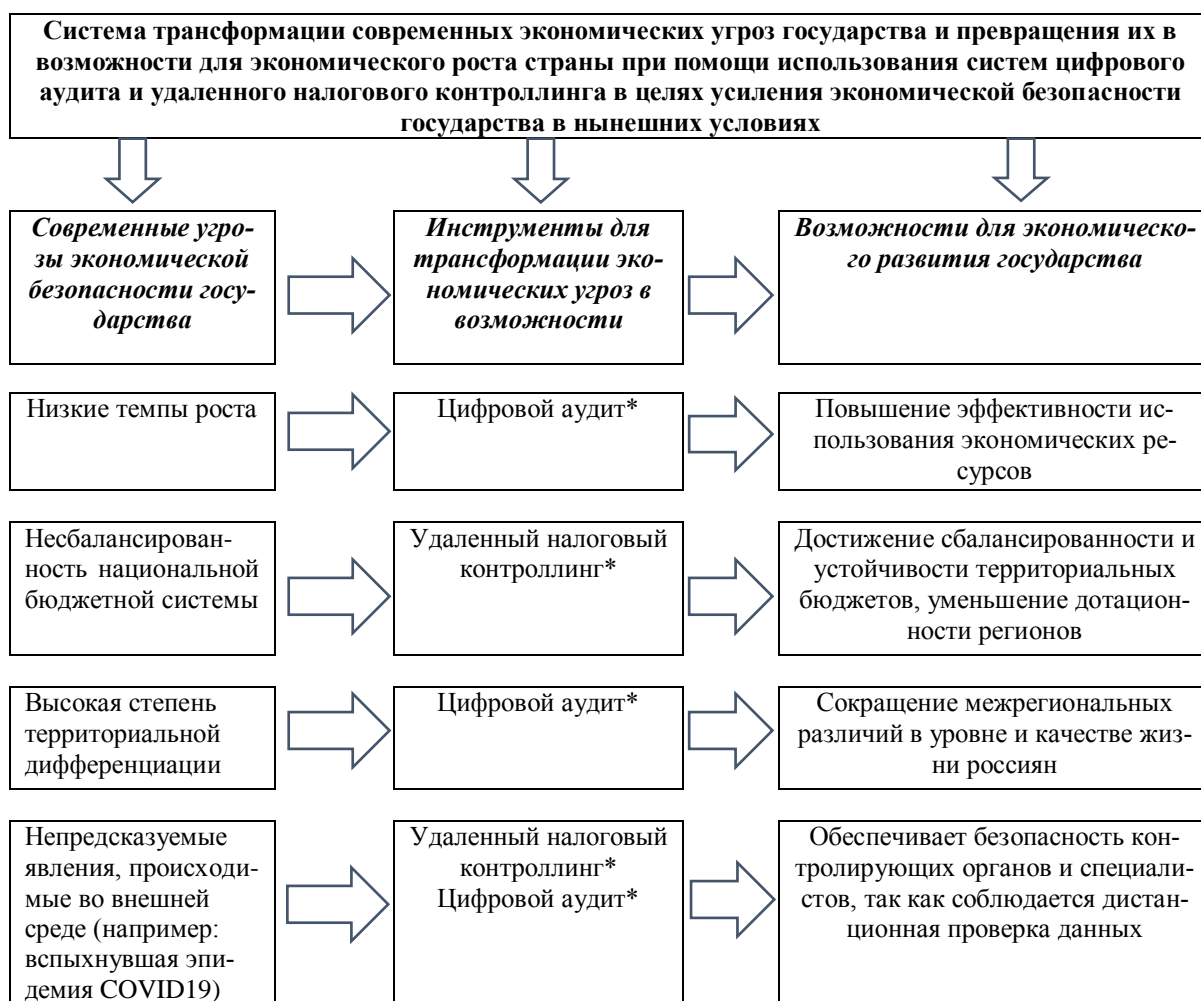 Система трансформации современных экономических угроз государства и превращения их в
возможности для экономического роста страны при помощи использования систем цифрового
аудита и удаленного налогового контроллинга в целях усиления экономической безопасности
государства в нынешних условиях
Современные угро-
зы экономической
безопасности госу-
дарства
Инструменты для
трансформации эко-
номических угроз в
возможности
Возможности для экономическо-
го развития государства
Низкие темпы роста
Цифровой аудит*
Повышение эффективности ис-
пользования экономических ре-
сурсов
Несбалансирован-
ность национальной
бюджетной системы
Удаленный налоговый
контроллинг*
Достижение сбалансированности и
устойчивости территориальных
бюджетов, уменьшение дотацион-
ности регионов
Высокая степень
территориальной
дифференциации
Цифровой аудит*
Сокращение межрегиональных
различий в уровне и качестве жиз-
ни россиян
Непредсказуемые
явления, происходи-
мые во внешней
среде (например:
вспыхнувшая эпи-
демия COVID19)
Удаленный налоговый
контроллинг*
Цифровой аудит*
Обеспечивает безопасность кон-
тролирующих органов и специали-
стов, так как соблюдается дистан-
ционная проверка данных